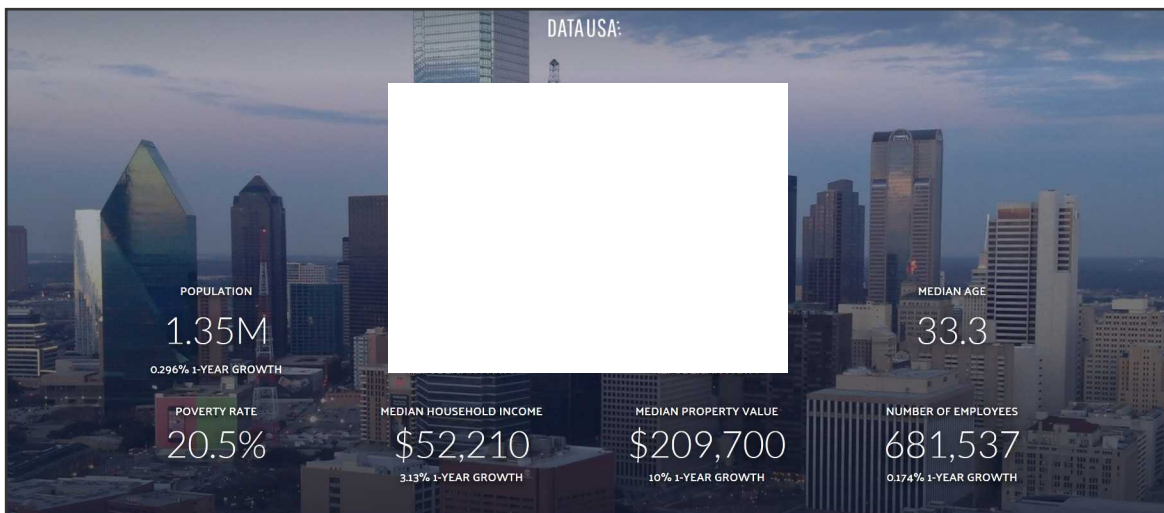 DATAUSA:
POPULATION
1.35M
0.296% 1-YEAR GROWTH
MEDIAN AGE
33.3
POVERTY RATE
20.5%
MEDIAN HOUSEHOLD INCOME
$52,210
3.13% 1-YEAR GROWTH
MEDIAN PROPERTY VALUE
$209,700
10% 1-YEAR GROWTH
NUMBER OF EMPLOYEES
681,537
0.174% 1-YEAR GROWTH